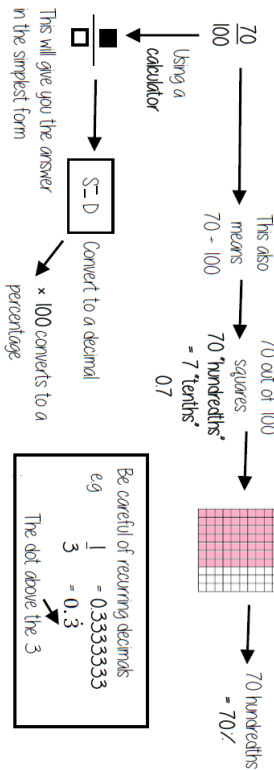 70
100
This also
means
70 ÷ 100
70 out of 100
squares
70 "hundredths"
= 7 "tenths"
0.7
70 hundredths
= 70%
Using a
calculator
This will give you the answer
in the simplest form
S⇔D
Convert to a decimal
× 100 converts to a
percentage
Be careful of recurring decimals
eg
1
3
= 0.3333333
= 0.3̇
The dot above the 3